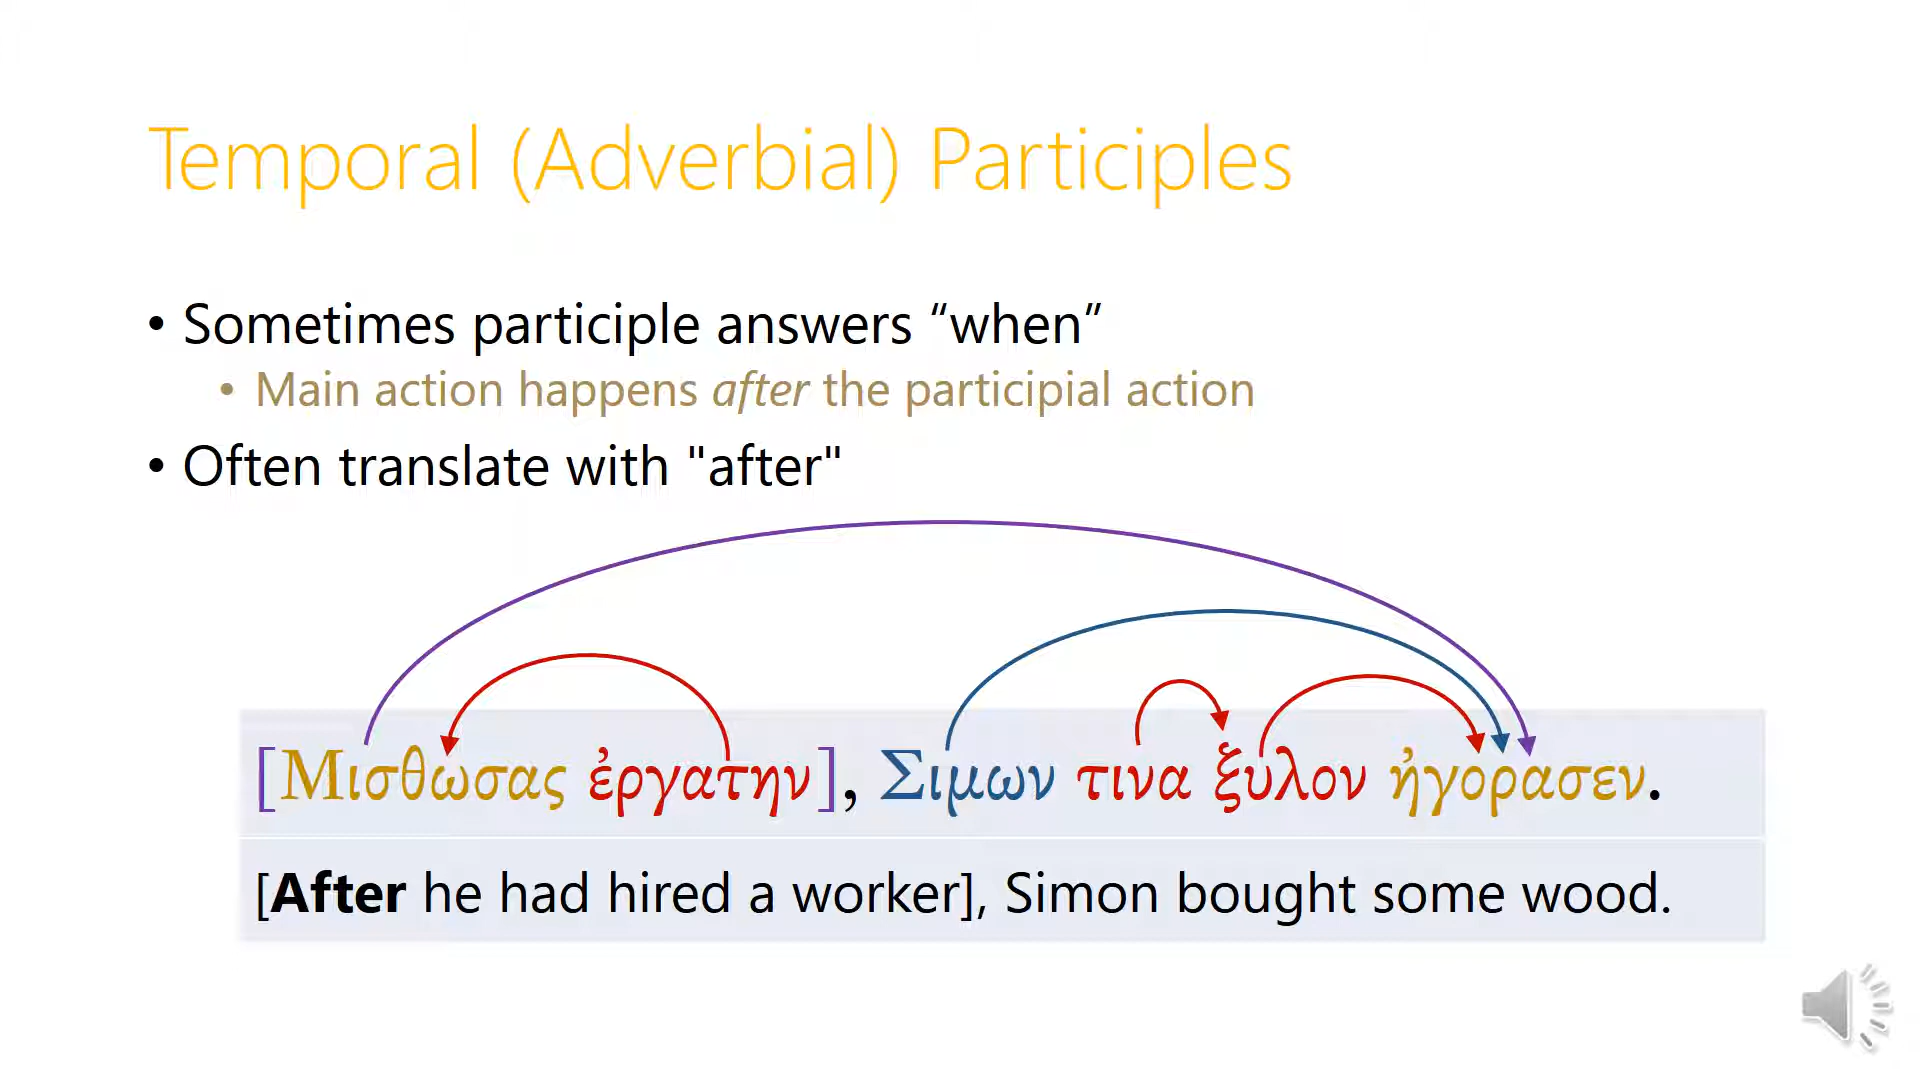 Temporal (Adverbial) Participles
• Sometimes participle answers “when”
• Main action happens after the participial action
• Often translate with "after"
[Μισθωσας ἐργατην], Σιμων τινα ξυλον ἠγορασεν.
[After he had hired a worker], Simon bought some wood.